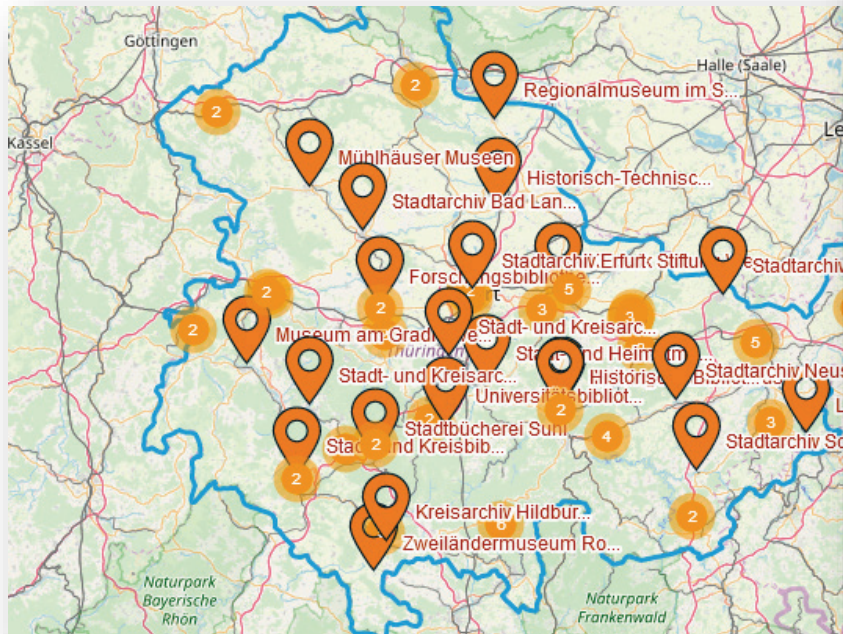 Göttingen
Halle (Saale)
2
2
Regionalmuseum im S...
Kassel
Le
Mühlhäuser Museen
Historisch-Technisc...
Stadtarchiv Bad Lan...
Stadtarchiv Erfurt
Stiftung
Stadtarchiv
Forschungsbibliothe...
2
2
5
3
3
2
Stadt- und Kreisarc...
Museum am Gradierwe...
5
Thüringen
Stadt- und Heimatmu...
Stadt- und Kreisarc...
Historische Bibliot...
Stadtarchiv Neus
Universitätsbibliot...
2
2
L
Stadtbücherei Suhl
3
4
2
Stadt- und Kreisbib...
Stadtarchiv Sc
2
Kreisarchiv Hildbur...
6
2
Zweiländermuseum Ro...
Naturpark
Bayerische
Rhön
Naturpark
Frankenwald